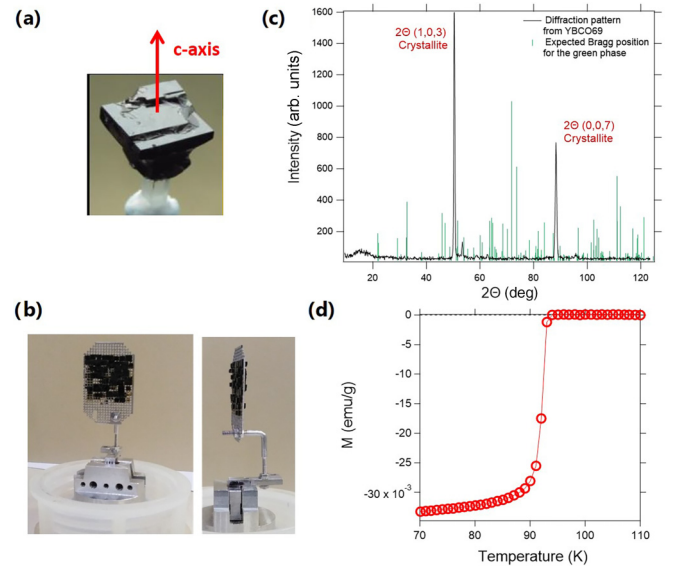 (a)
c-axis
(b)
(c)
Intensity (arb. units)
1600
1400
1200
1000
800
600
400
200
2Θ (1,0,3)
Crystallite
Diffraction pattern
from YBCO69
Expected Bragg position
for the green phase
2Θ (0,0,7)
Crystallite
20 40 60 80 100 120
2Θ (deg)
(d)
M (emu/g)
0
-5
-10
-15
-20
-25
-30 x 10⁻³
70 80 90 100 110
Temperature (K)